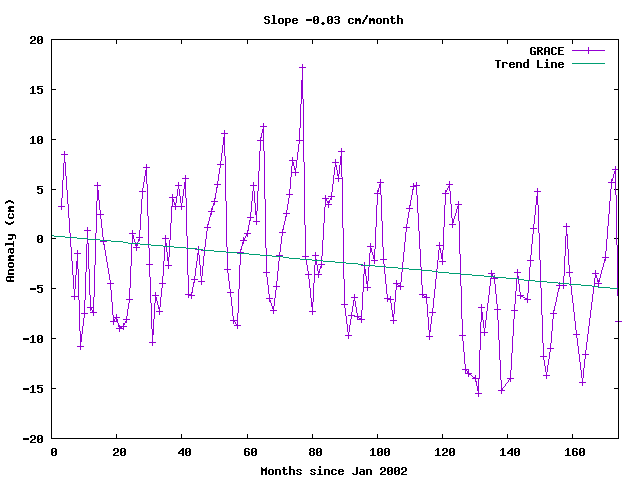 Slope -0.03 cm/month
GRACE
Trend Line
Anomaly (cm)
20
15
10
5
0
-5
-10
-15
-20
0 20 40 60 80 100 120 140 160
Months since Jan 2002